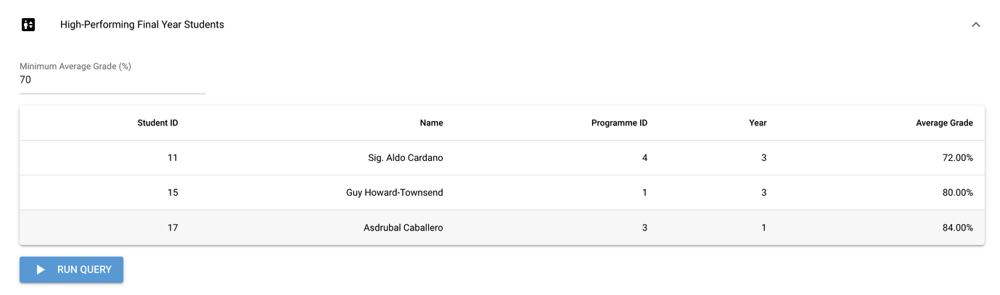 High-Performing Final Year Students
Minimum Average Grade (%)
70
Student ID Name Programme ID Year Average Grade
11 Sig. Aldo Cardano 4 3 72.00%
15 Guy Howard-Townsend 1 3 80.00%
17 Asdrubal Caballero 3 1 84.00%
RUN QUERY